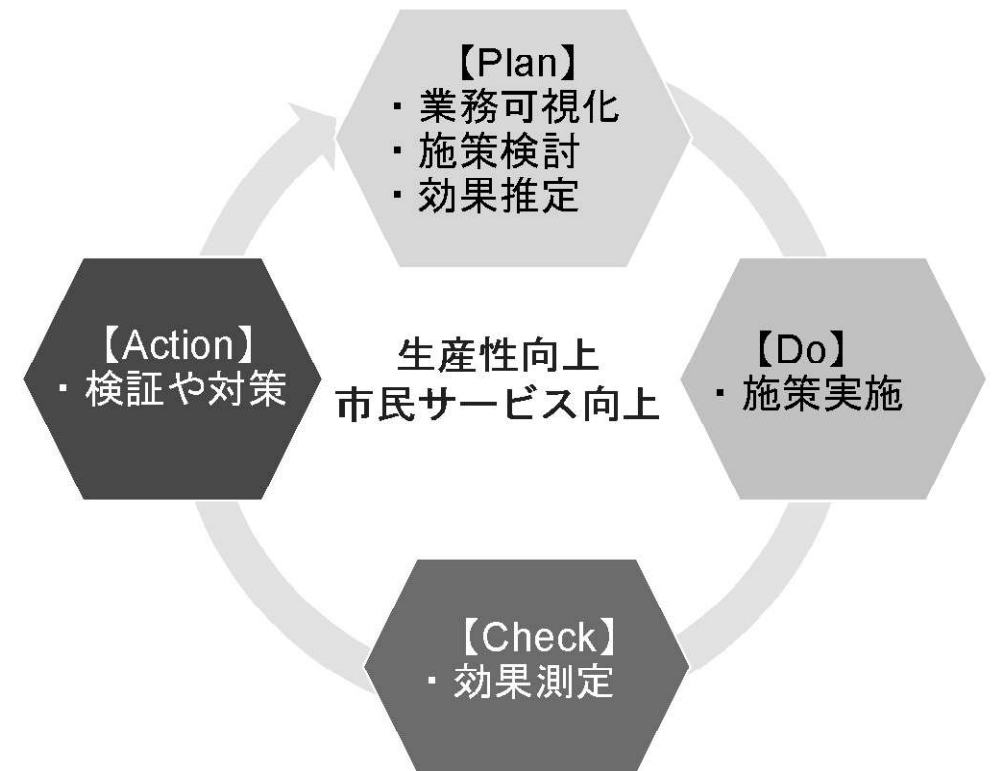 【Plan】
・業務可視化
・施策検討
・効果推定
【Action】
・検証や対策
生産性向上
市民サービス向上
【Do】
・施策実施
【Check】
・効果測定